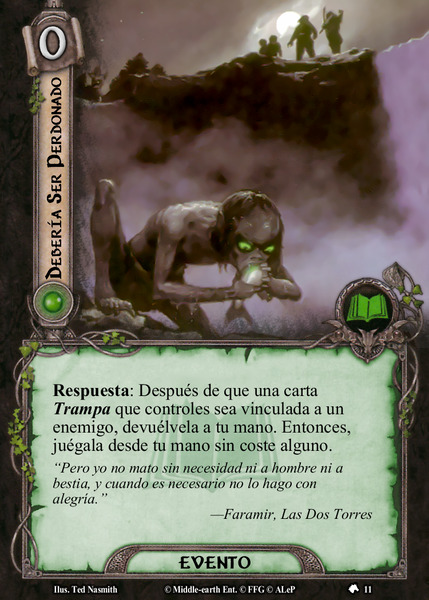 0
Debería Ser Perdonado
Respuesta: Después de que una carta
Trampa que controles sea vinculada a un
enemigo, devuélvela a tu mano. Entonces,
juégala desde tu mano sin coste alguno.
“Pero yo no mato sin necesidad ni a hombre ni a
bestia, y cuando es necesario no lo hago con
alegría.”
—Faramir, Las Dos Torres
EVENTO
Ilus. Ted Nasmith © Middle-earth Ent. © FFG © ALeP 11